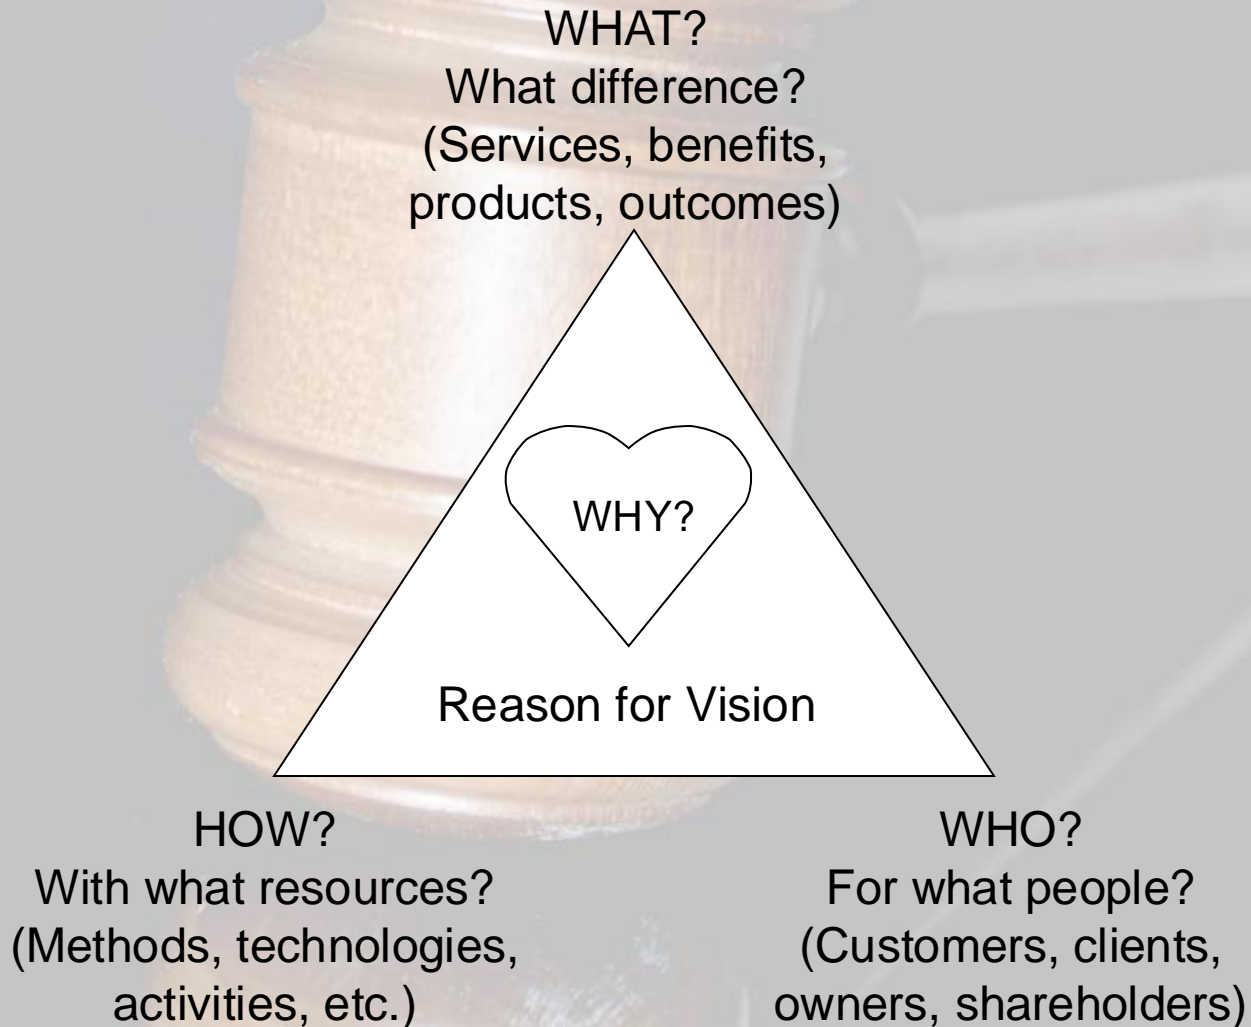 WHAT?
What difference?
(Services, benefits,
products, outcomes)
WHY?
Reason for Vision
HOW?
With what resources?
(Methods, technologies,
activities, etc.)
WHO?
For what people?
(Customers, clients,
owners, shareholders)